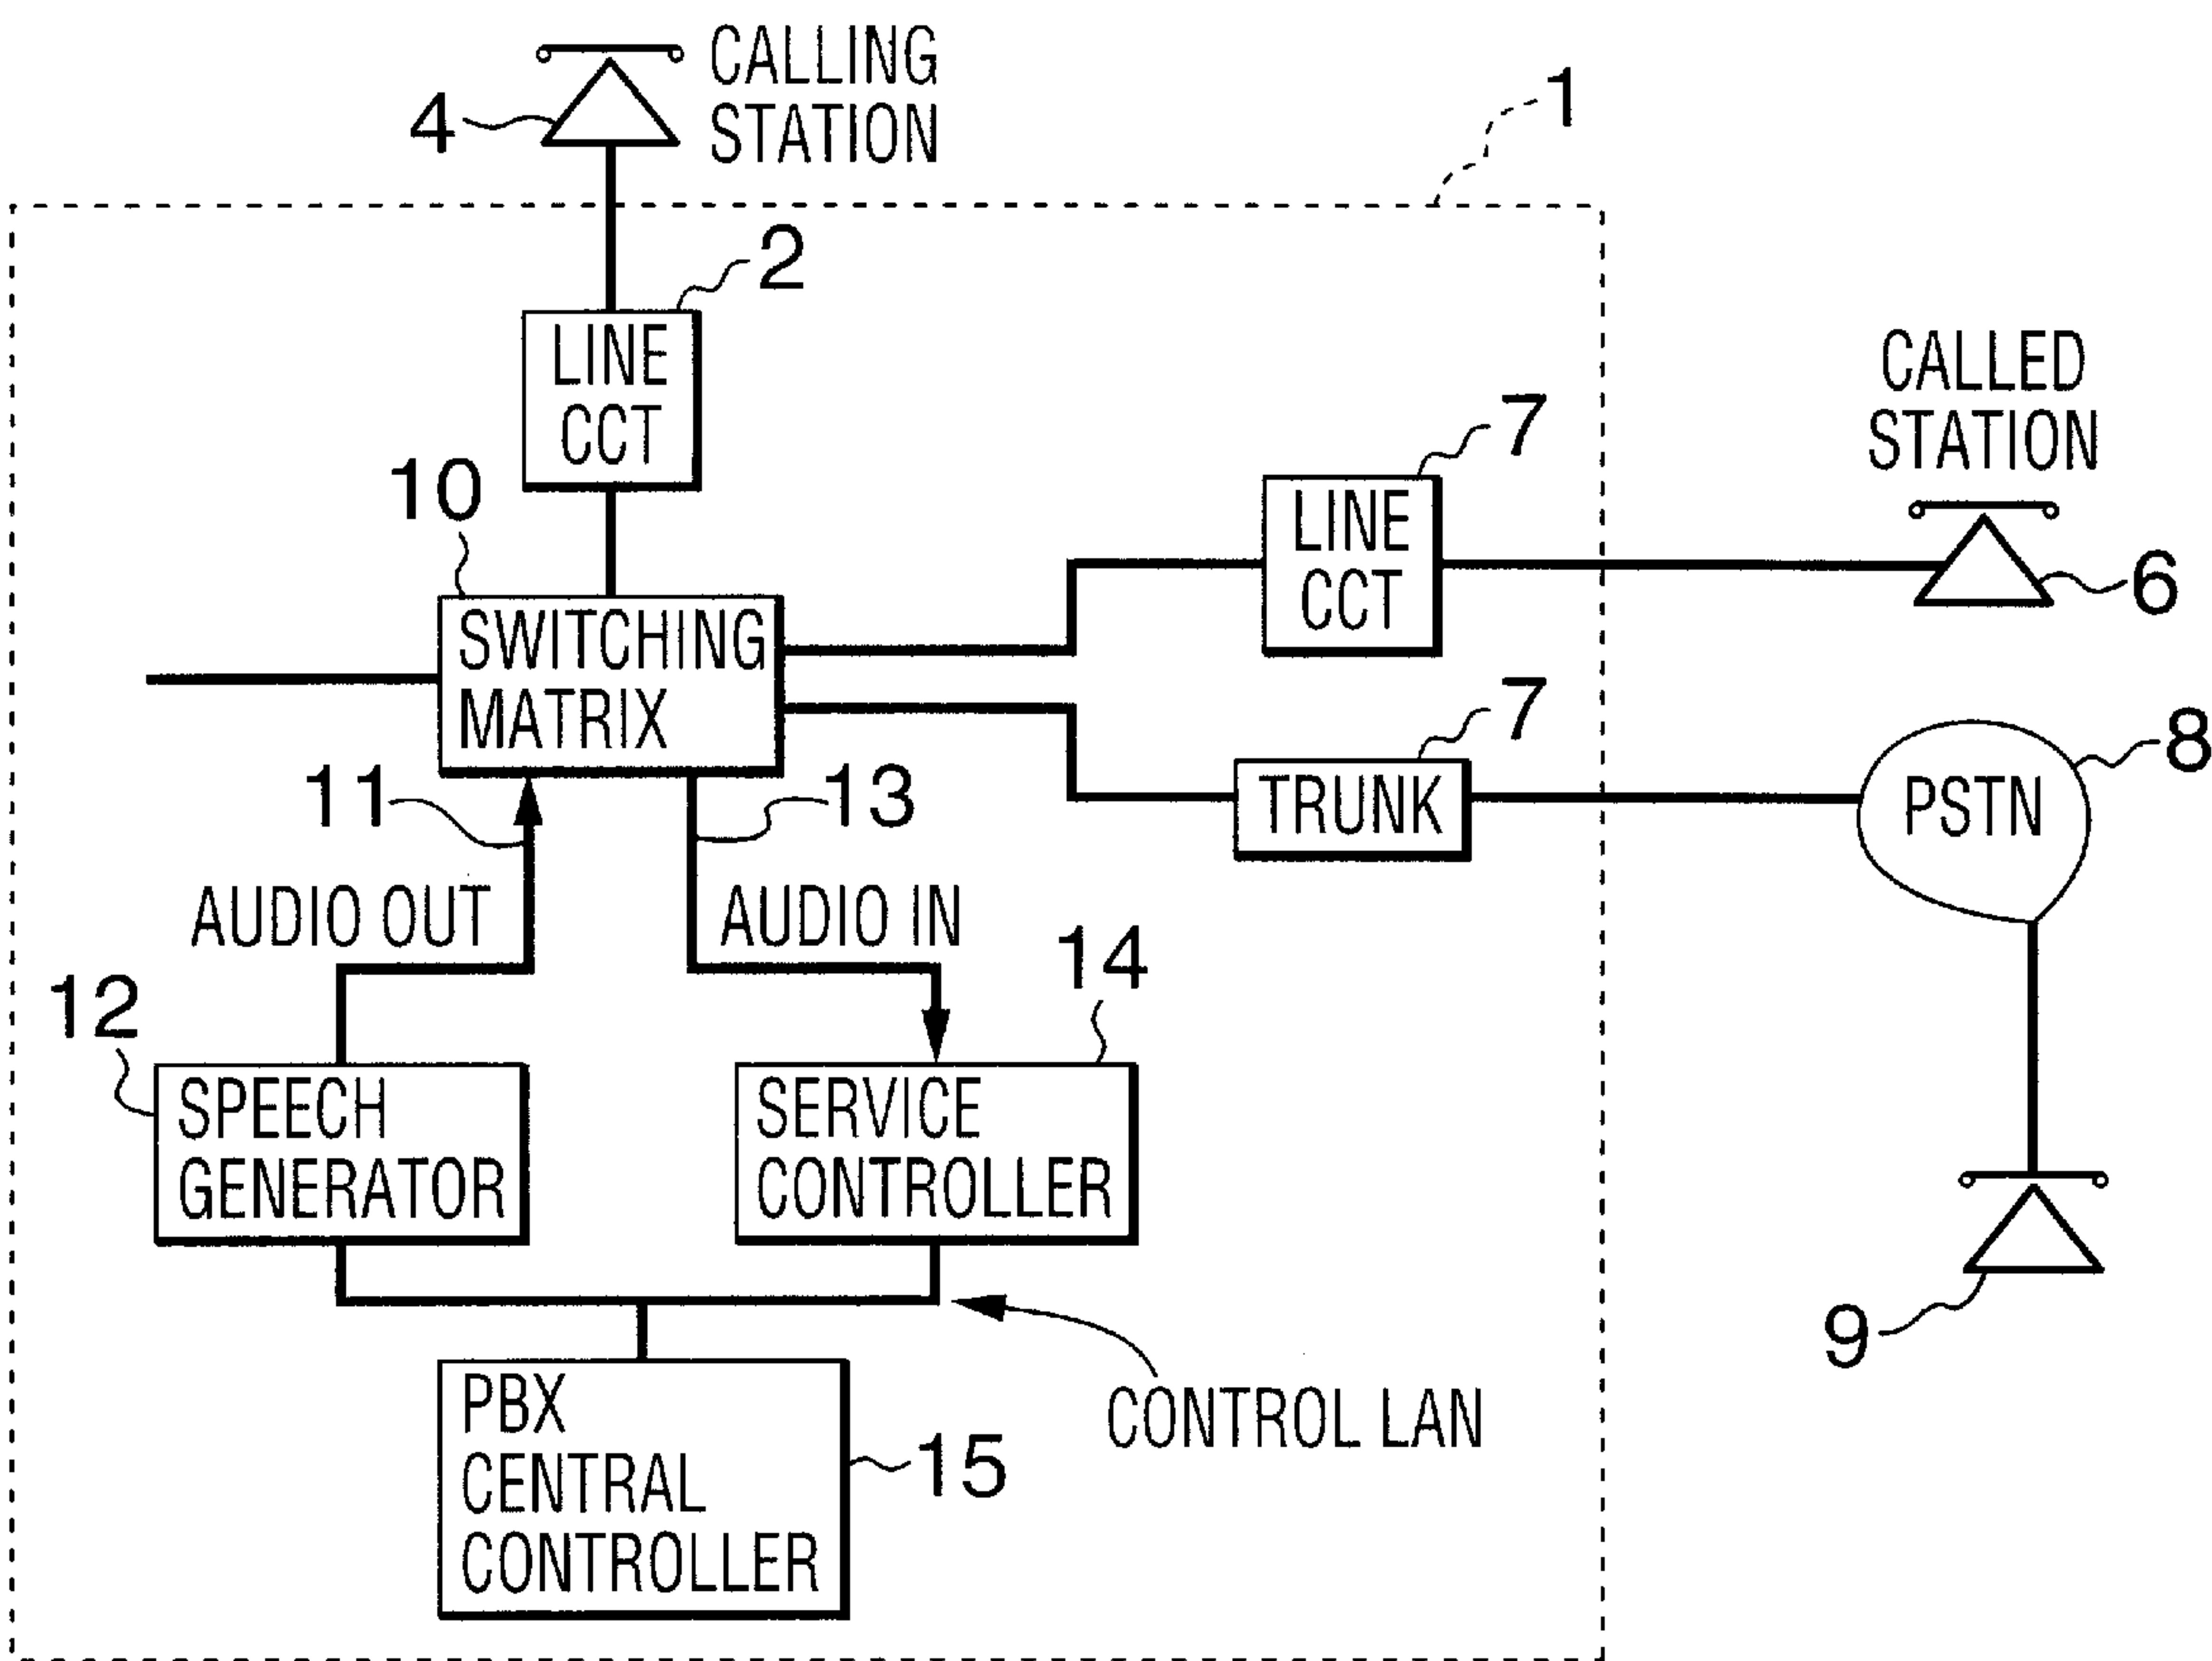 CALLING
STATION
4
1
2
LINE
CCT
10
SWITCHING
MATRIX
7
LINE
CCT
CALLED
STATION
6
7
TRUNK
8
PSTN
11
13
AUDIO OUT
AUDIO IN
12
14
SPEECH
GENERATOR
SERVICE
CONTROLLER
9
CONTROL LAN
PBX
CENTRAL
CONTROLLER
15